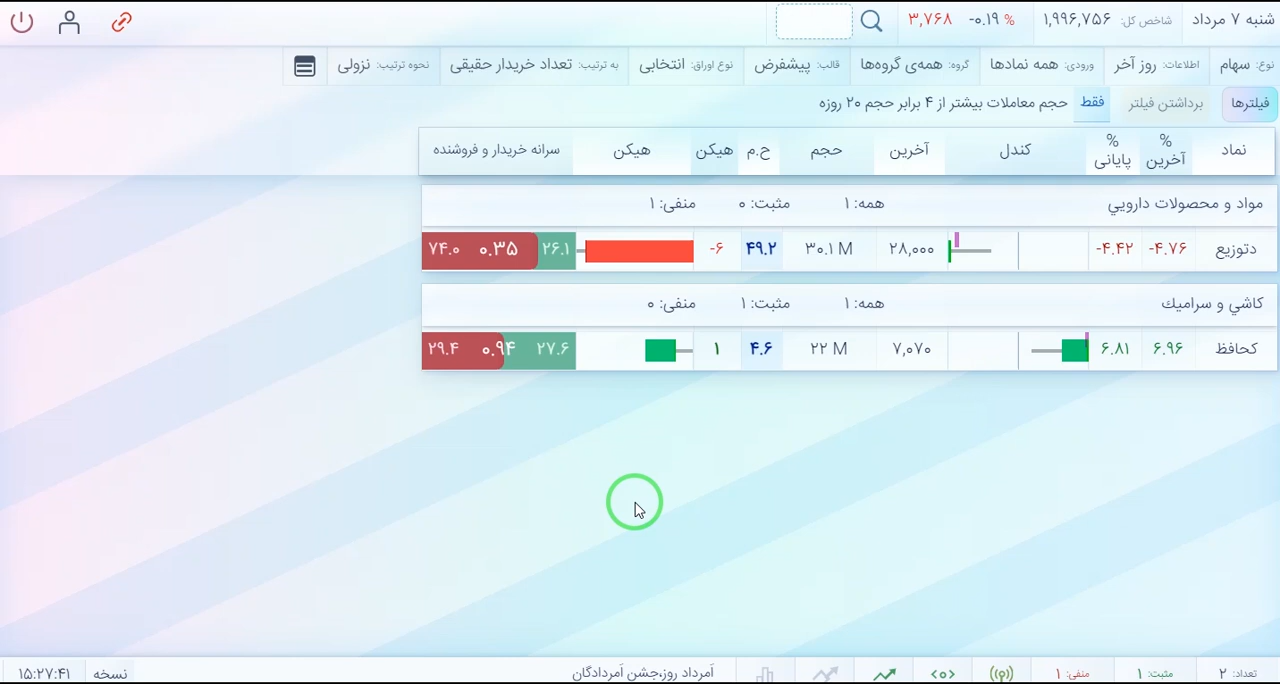 شنبه ۷ مرداد شاخص کل: ۱,۹۹۶,۷۵۶ -۰.۱۹ % ۳,۷۶۸
نوع: سهام اطلاعات: روز آخر ورودی: همه نمادها گروه: همه‌ی گروه‌ها قالب: پیشفرض نوع اوراق: انتخابی به ترتیب: تعداد خریدار حقیقی نحوه ترتیب: نزولی
فیلترها برداشتن فیلتر فقط حجم معاملات بیشتر از ۴ برابر حجم ۲۰ روزه
نماد % آخرین % پایانی کندل آخرین حجم ح.م هیکن هیکن سرانه خریدار و فروشنده
مواد و محصولات دارويي همه: ۱ مثبت: ۰ منفی: ۱
دتوزیع -۴.۷۶ -۴.۴۲ ۲۸,۰۰۰ ۳۰.۱ M ۴۹.۲ -۶ ۲۶.۱ ۰.۳۵ ۷۴.۰
كاشي و سراميك همه: ۱ مثبت: ۱ منفی: ۰
کحافظ ۶.۹۶ ۶.۸۱ ۷,۰۷۰ ۲۲ M ۴.۶ ۱ ۲۷.۶ ۰.۹۴ ۲۹.۴
تعداد: ۲ مثبت: ۱ منفی: ۱ اَمرداد روز،جشن اَمردادگان نسخه ۱۵:۲۷:۴۱